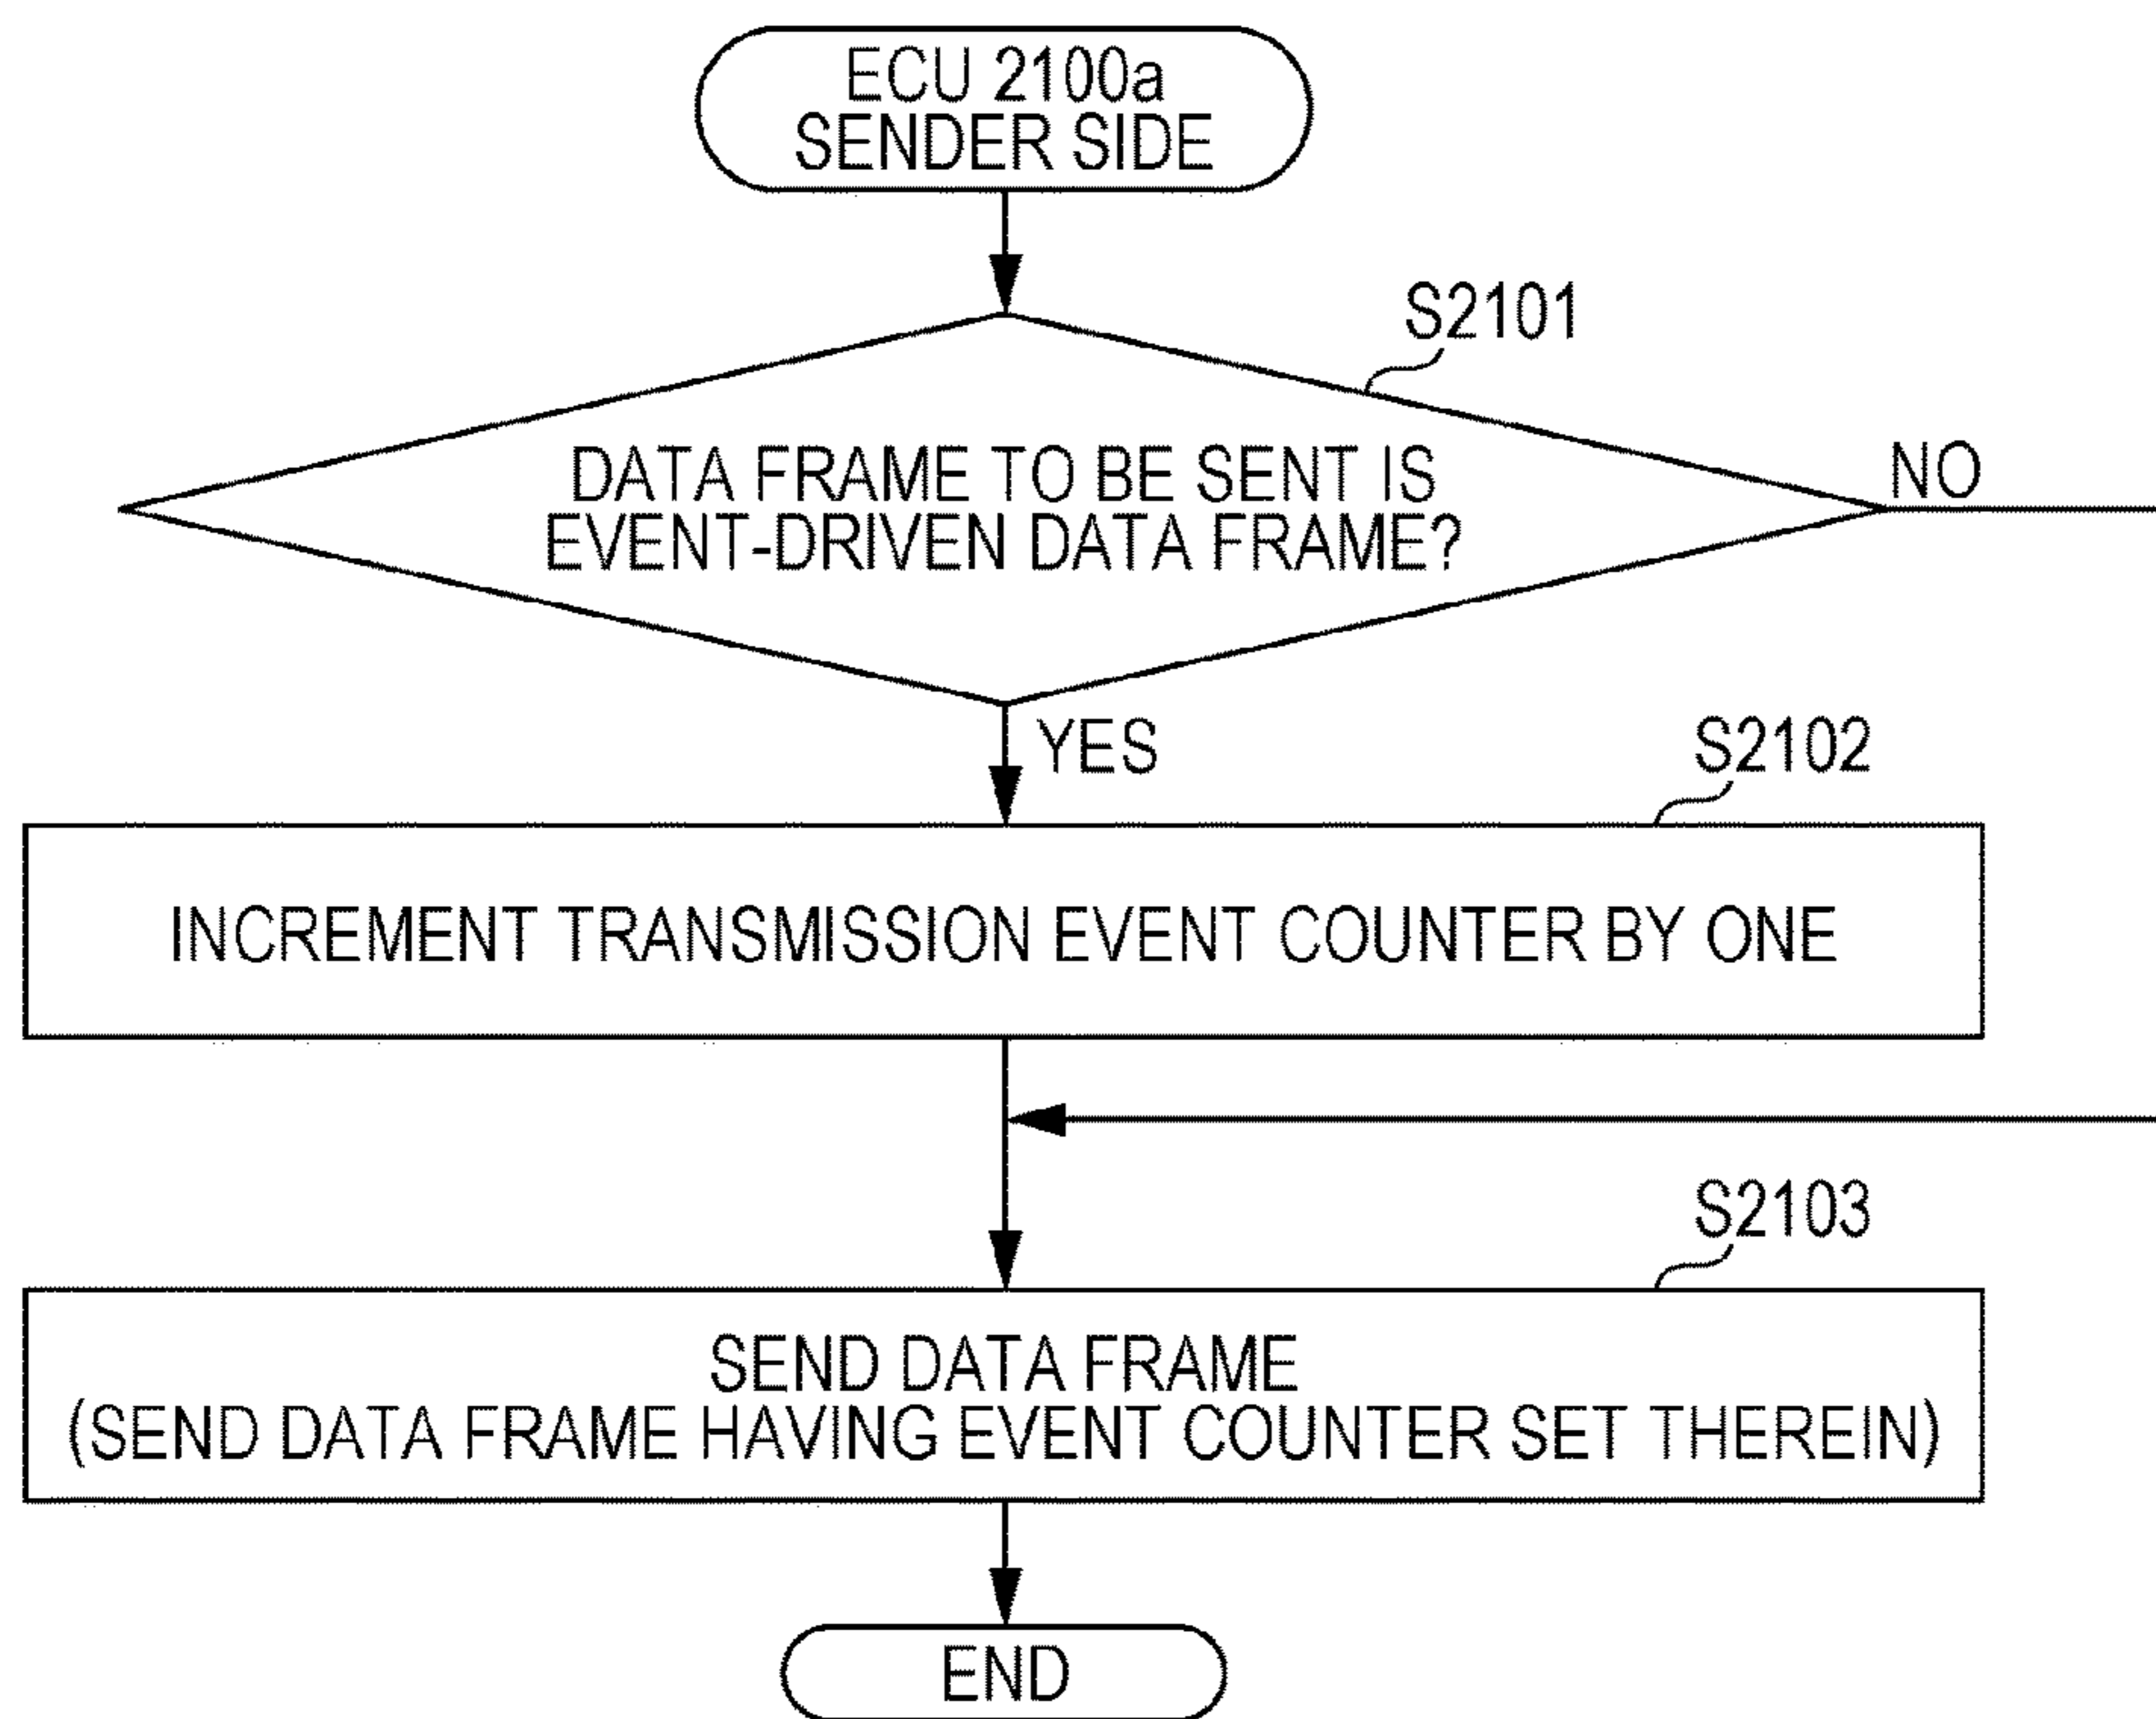 ECU 2100a
SENDER SIDE
S2101
DATA FRAME TO BE SENT IS
EVENT-DRIVEN DATA FRAME?
NO
YES
S2102
INCREMENT TRANSMISSION EVENT COUNTER BY ONE
S2103
SEND DATA FRAME
(SEND DATA FRAME HAVING EVENT COUNTER SET THEREIN)
END